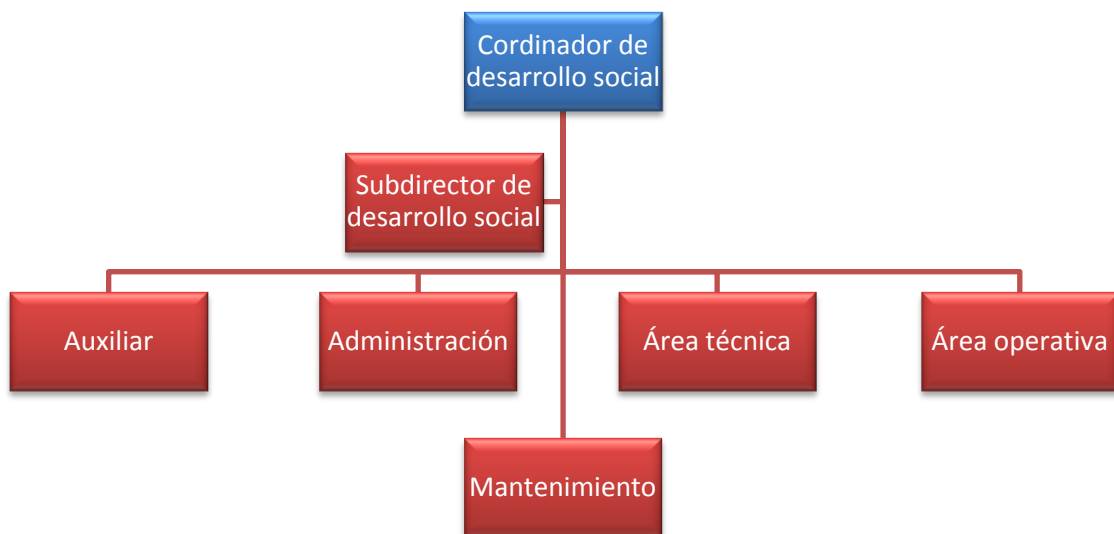 Cordinador de
desarrollo social
Subdirector de
desarrollo social
Auxiliar
Administración
Área técnica
Área operativa
Mantenimiento